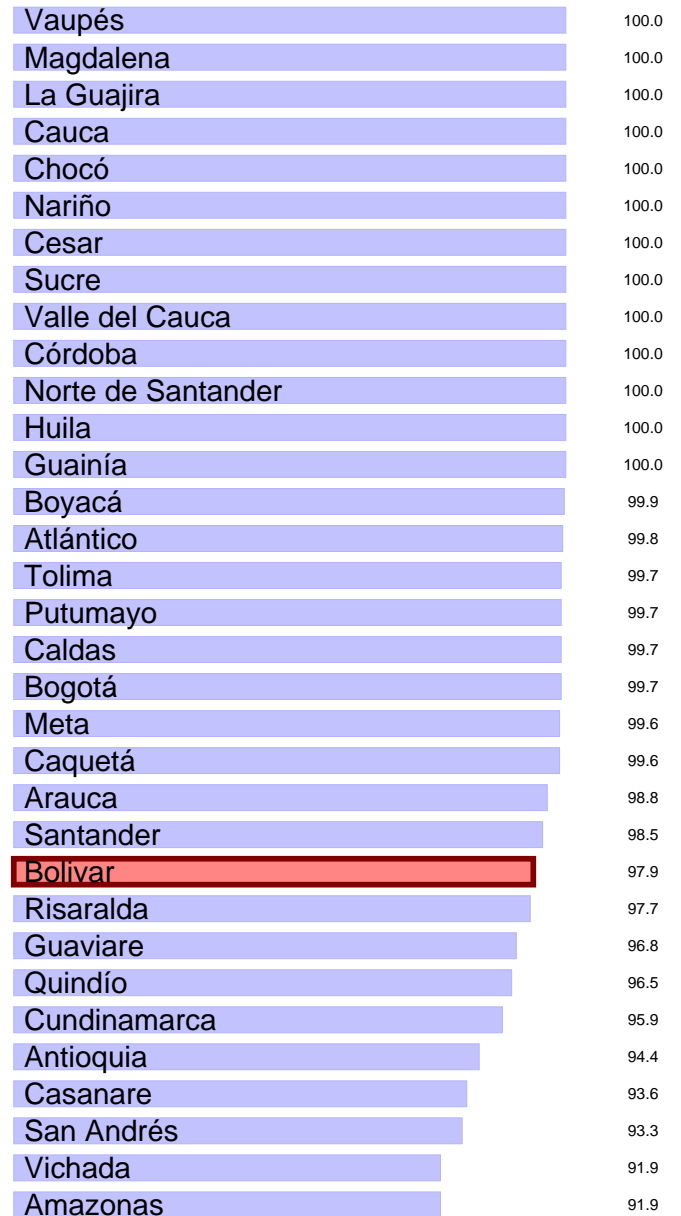 Vaupés 100.0
Magdalena 100.0
La Guajira 100.0
Cauca 100.0
Chocó 100.0
Nariño 100.0
Cesar 100.0
Sucre 100.0
Valle del Cauca 100.0
Córdoba 100.0
Norte de Santander 100.0
Huila 100.0
Guainía 100.0
Boyacá 99.9
Atlántico 99.8
Tolima 99.7
Putumayo 99.7
Caldas 99.7
Bogotá 99.7
Meta 99.6
Caquetá 99.6
Arauca 98.8
Santander 98.5
Bolivar 97.9
Risaralda 97.7
Guaviare 96.8
Quindío 96.5
Cundinamarca 95.9
Antioquia 94.4
Casanare 93.6
San Andrés 93.3
Vichada 91.9
Amazonas 91.9